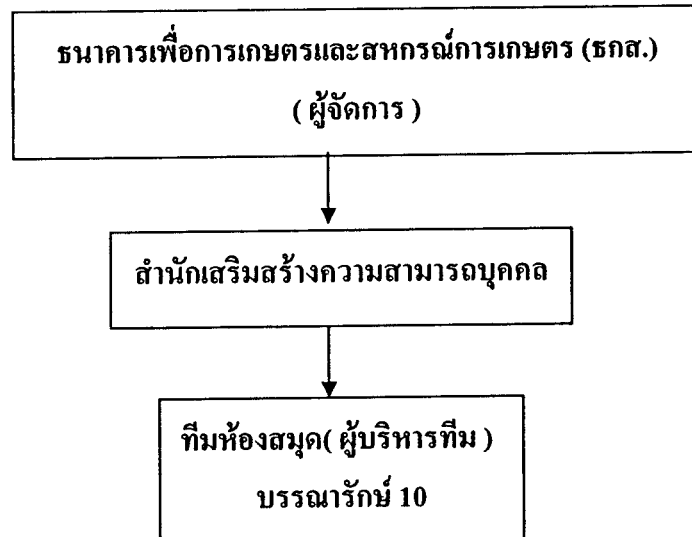 ธนาคารเพื่อการเกษตรและสหกรณ์การเกษตร (ธกส.)
( ผู้จัดการ )
สำนักเสริมสร้างความสามารถบุคคล
ทีมห้องสมุด( ผู้บริหารทีม )
บรรณารักษ์ 10